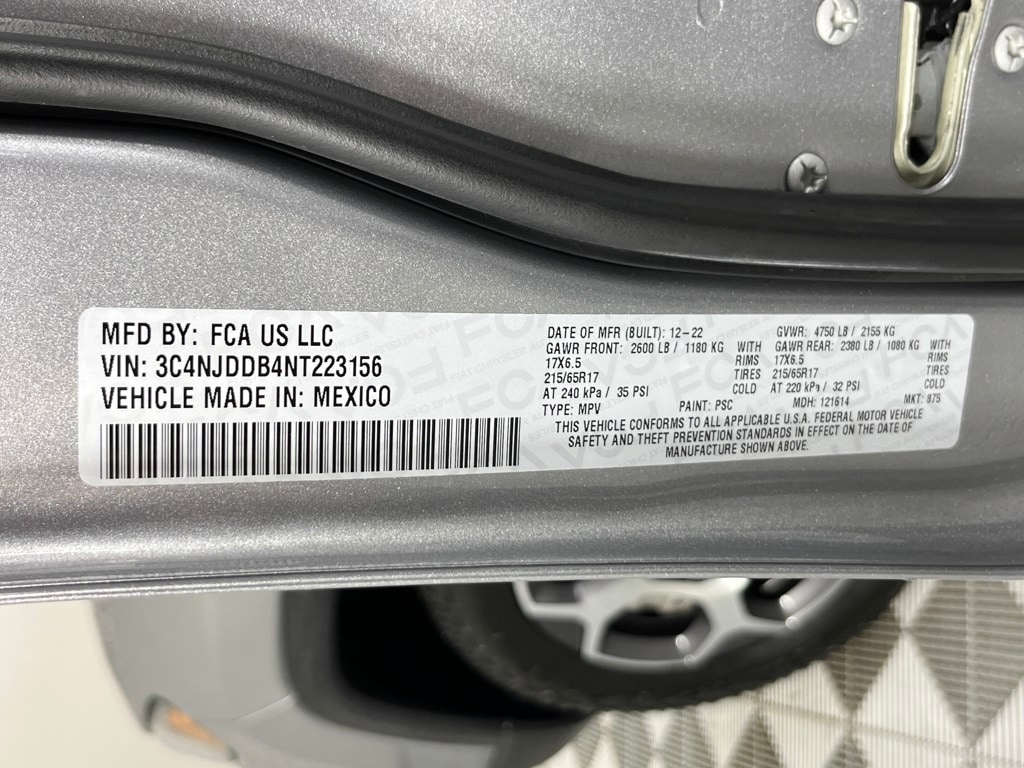 MFD BY: FCA US LLC
VIN: 3C4NJDDB4NT223156
VEHICLE MADE IN: MEXICO
DATE OF MFR (BUILT): 12-22 GVWR: 4750 LB / 2155 KG
GAWR FRONT: 2600 LB / 1180 KG WITH GAWR REAR: 2380 LB / 1080 KG WITH
17X6.5 RIMS 17X6.5 RIMS
215/65R17 TIRES 215/65R17 TIRES
AT 240 kPa / 35 PSI COLD AT 220 kPa / 32 PSI COLD
TYPE: MPV PAINT: PSC MDH: 121614 MKT: 875
THIS VEHICLE CONFORMS TO ALL APPLICABLE U.S.A. FEDERAL MOTOR VEHICLE
SAFETY AND THEFT PREVENTION STANDARDS IN EFFECT ON THE DATE OF
MANUFACTURE SHOWN ABOVE.